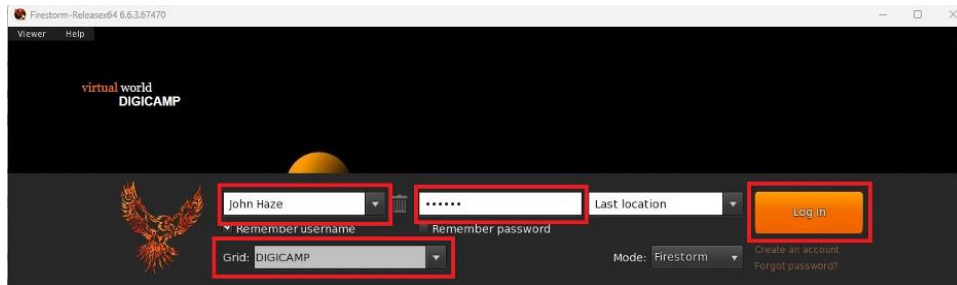 Firestorm-Releasex64 6.6.3.67470
Viewer Help
virtual world
DIGICAMP
John Haze •••••• Last location Log In
Remember username Remember password
Grid: DIGICAMP Mode: Firestorm
Create an account
Forgot password?